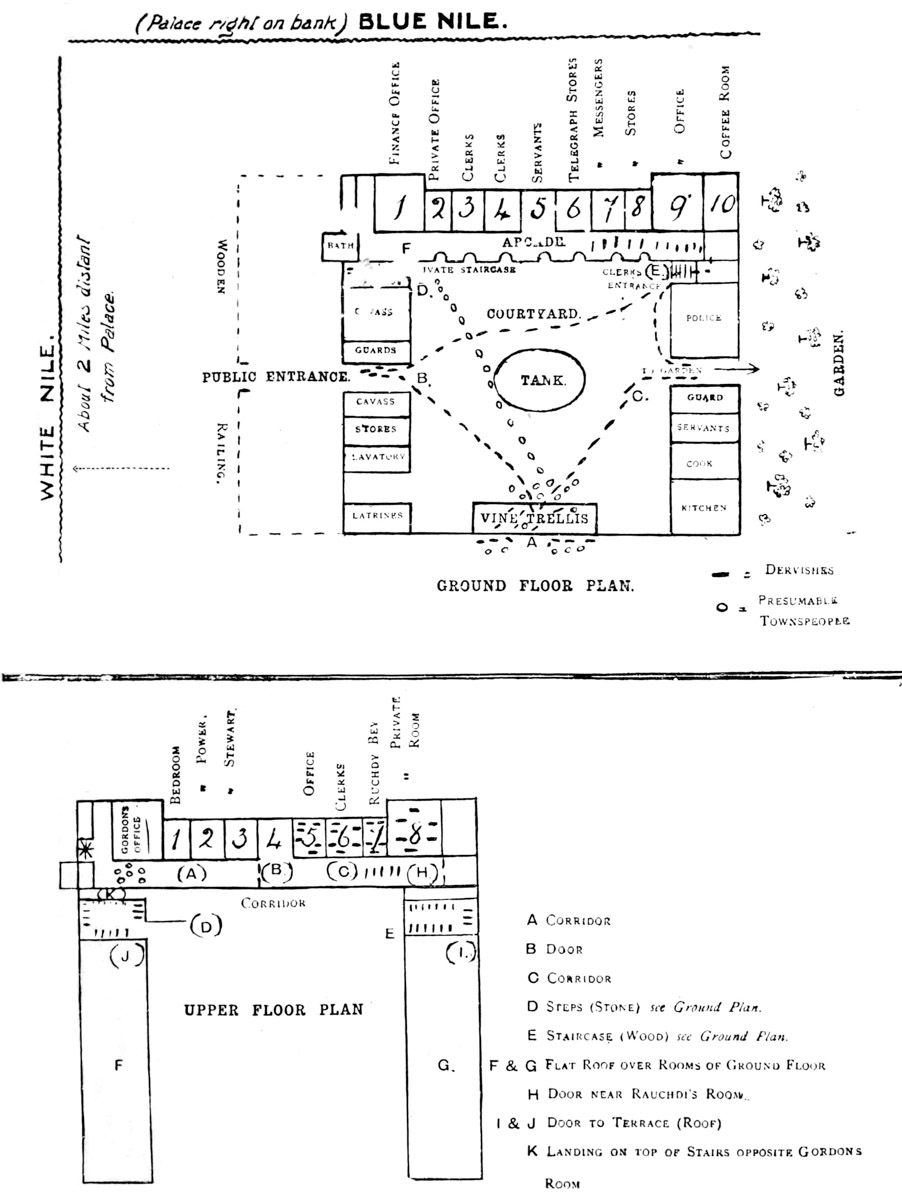 (Palace right on bank) BLUE NILE.
WHITE NILE.
About 2 Miles distant
from Palace.
WOODEN
RAILING.
FINANCE OFFICE
PRIVATE OFFICE
CLERKS
CLERKS
SERVANTS
TELEGRAPH STORES
" MESSENGERS
" STORES
" OFFICE
COFFEE ROOM
1 2 3 4 5 6 7 8 9 10
BATH
F
ARCADE
PRIVATE STAIRCASE
CLERKS (E.)
ENTRANCE
D.
CAVASS
COURTYARD.
POLICE
GUARDS
PUBLIC ENTRANCE.
B.
TANK.
TO GARDEN
C.
GARDEN.
CAVASS
GUARD
STORES
SERVANTS
LAVATORY
COOK
LATRINES
VINE TRELLIS
KITCHEN
A
GROUND FLOOR PLAN.
= DERVISHES
= PRESUMABLE
TOWNSPEOPLE
BEDROOM
" POWER,
" STEWART.
OFFICE
CLERKS
RUCHDY BEY
" PRIVATE
ROOM
GORDON'S
OFFICE
1 2 3 4 5 6 7 8
(A) (B) (C) (H)
(K)
CORRIDOR
(D)
E
(J)
(I.)
UPPER FLOOR PLAN
F
G.
A CORRIDOR
B DOOR
C CORRIDOR
D STEPS (STONE) see Ground Plan.
E STAIRCASE (WOOD) see Ground Plan.
F & G FLAT ROOF OVER ROOMS OF GROUND FLOOR
H DOOR NEAR RAUCHDI'S ROOM.
I & J DOOR TO TERRACE (ROOF)
K LANDING ON TOP OF STAIRS OPPOSITE GORDONS
ROOM